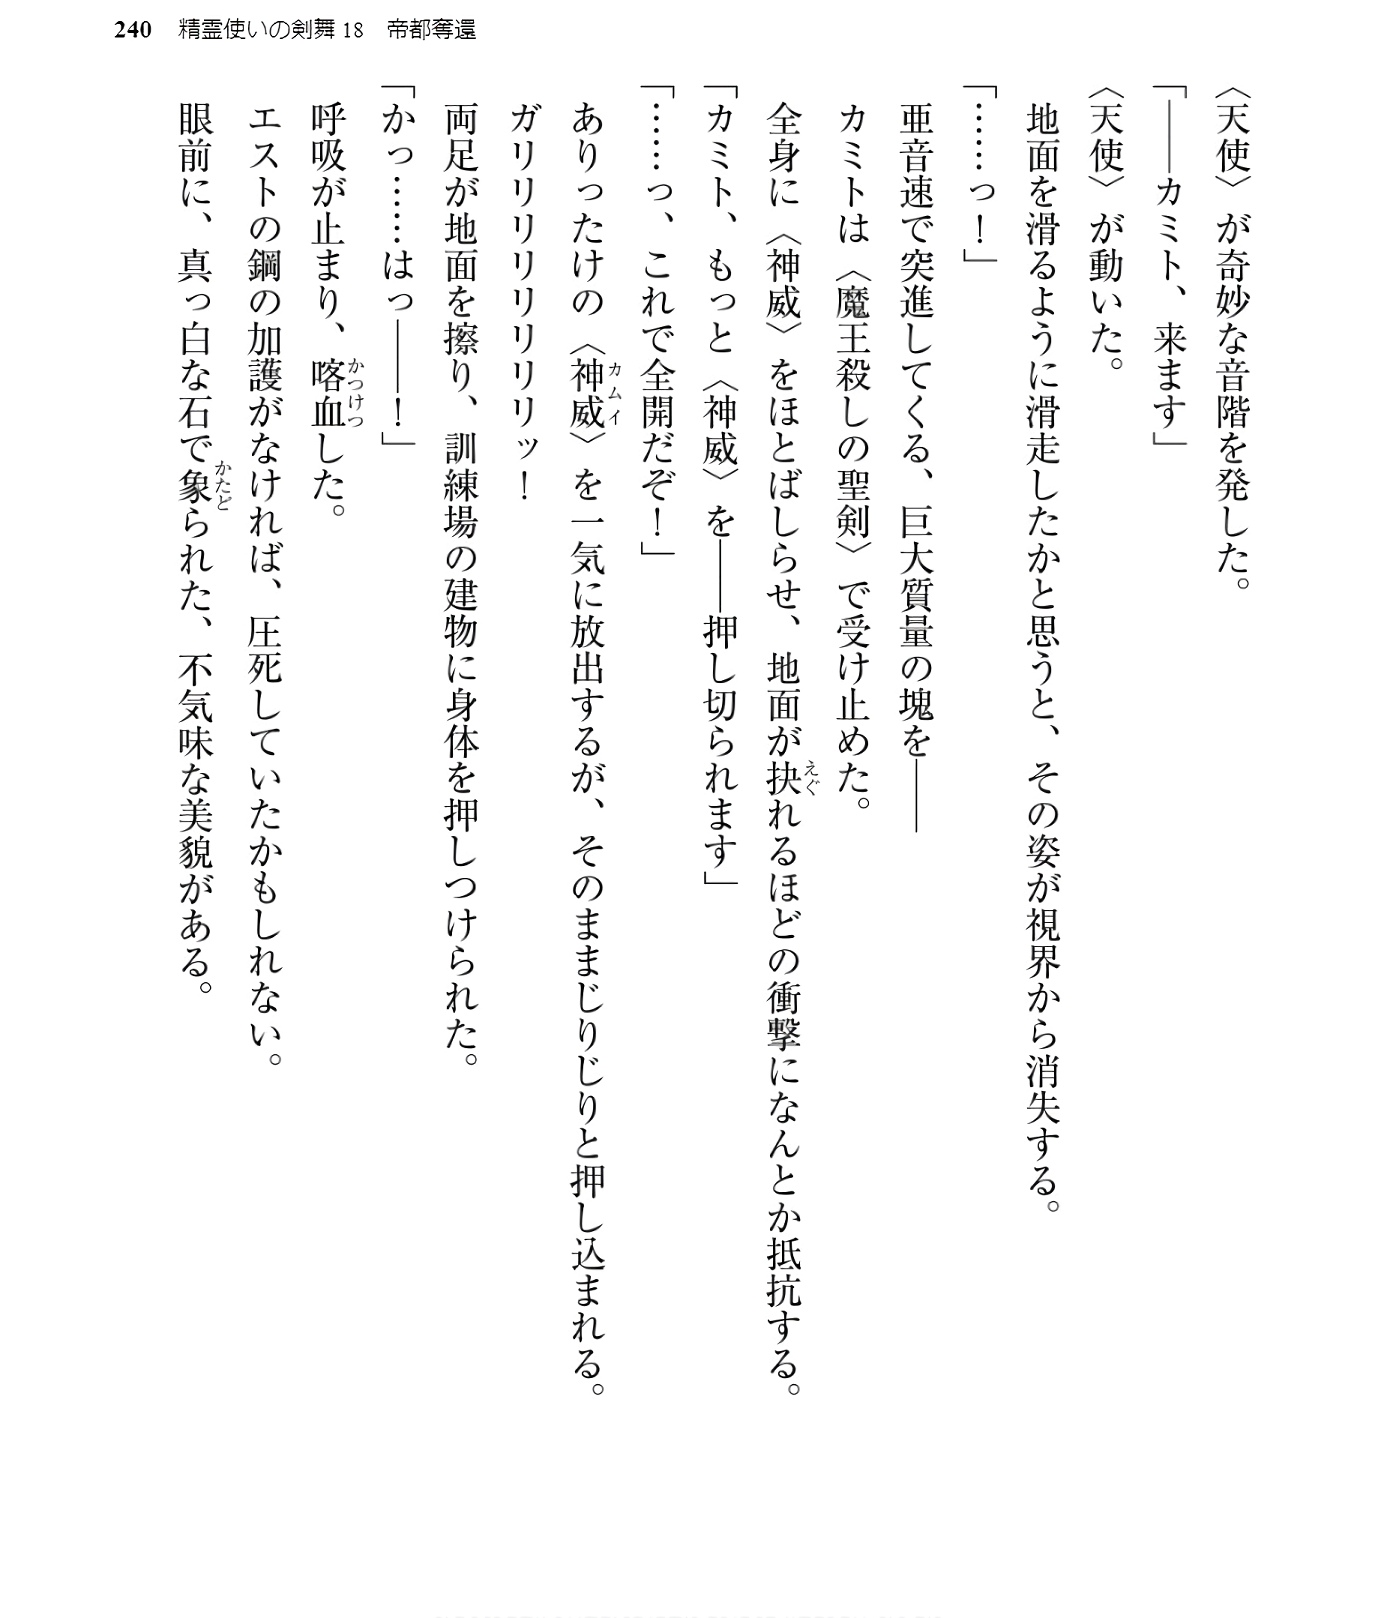 240 精霊使いの剣舞18 帝都奪還
〈天使〉が奇妙な音階を発した。
「――カミト、来ます」
〈天使〉が動いた。
地面を滑るように滑走したかと思うと、その姿が視界から消失する。
「……っ！」
亜音速で突進してくる、巨大質量の塊を――
カミトは〈魔王殺しの聖剣〉で受け止めた。
全身に〈神威〉をほとばしらせ、地面が抉れるほどの衝撃になんとか抵抗する。
「カミト、もっと〈神威〉を――押し切られます」
「……っ、これで全開だぞ！」
ありったけの〈神威〉を一気に放出するが、そのままじりじりと押し込まれる。
ガリリリリリリリリッ！
両足が地面を擦り、訓練場の建物に身体を押しつけられた。
「かっ……はっ――！」
呼吸が止まり、喀血した。
エストの鋼の加護がなければ、圧死していたかもしれない。
眼前に、真っ白な石で象られた、不気味な美貌がある。